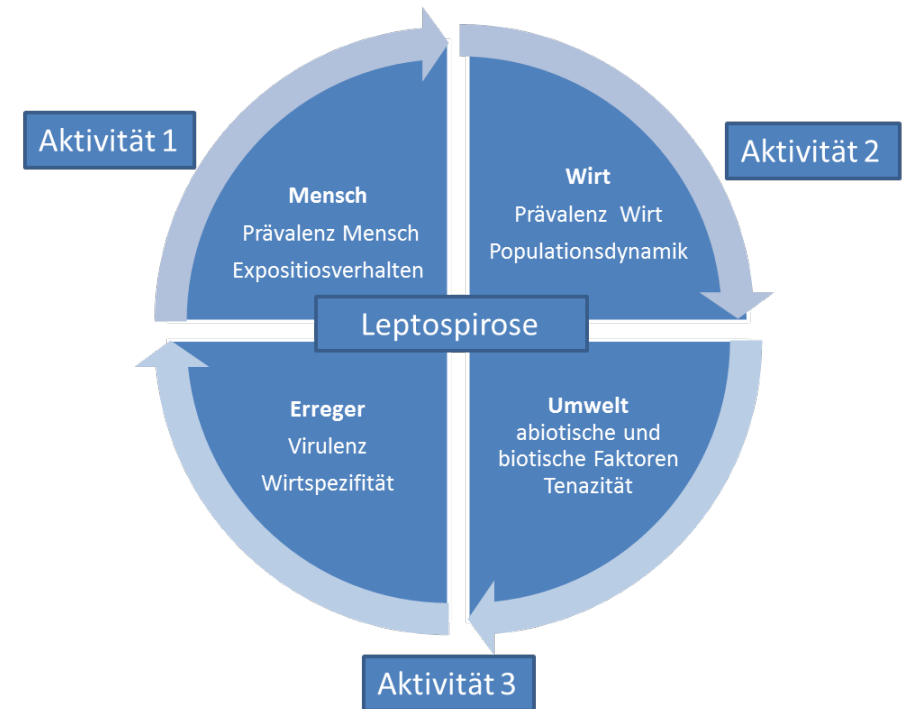 Aktivität 1
Aktivität 2
Mensch
Prävalenz Mensch
Expositiosverhalten
Wirt
Prävalenz Wirt
Populationsdynamik
Leptospirose
Erreger
Virulenz
Wirtspezifität
Umwelt
abiotische und
biotische Faktoren
Tenazität
Aktivität 3